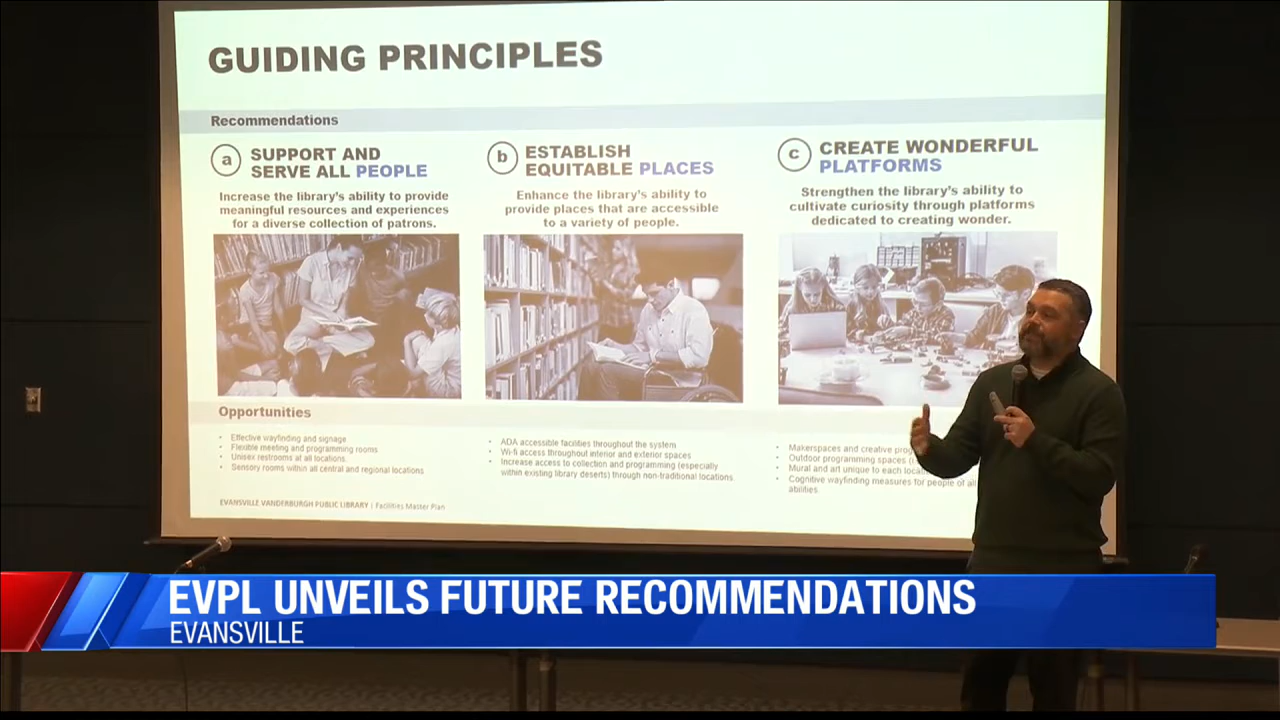 GUIDING PRINCIPLES
Recommendations
a
SUPPORT AND
SERVE ALL PEOPLE
Increase the library's ability to provide
meaningful resources and experiences
for a diverse collection of patrons.
b
ESTABLISH
EQUITABLE PLACES
Enhance the library's ability to
provide places that are accessible
to a variety of people.
c
CREATE WONDERFUL
PLATFORMS
Strengthen the library's ability to
cultivate curiosity through platforms
dedicated to creating wonder.
Opportunities
• Effective wayfinding and signage
• Flexible meeting and programming rooms
• Unisex restrooms at all locations
• Sensory rooms within all central and regional locations
• ADA accessible facilities throughout the system
• Wi-fi access throughout interior and exterior spaces
• Increase access to collection and programming (especially
within existing library deserts) through non-traditional locations
• Makerspaces and creative
• Outdoor programming spaces
• Mural and art unique to each
• Cognitive wayfinding measures for people of all
abilities.
EVANSVILLE VANDERBURGH PUBLIC LIBRARY | Facilities Master Plan
EVPL UNVEILS FUTURE RECOMMENDATIONS
EVANSVILLE